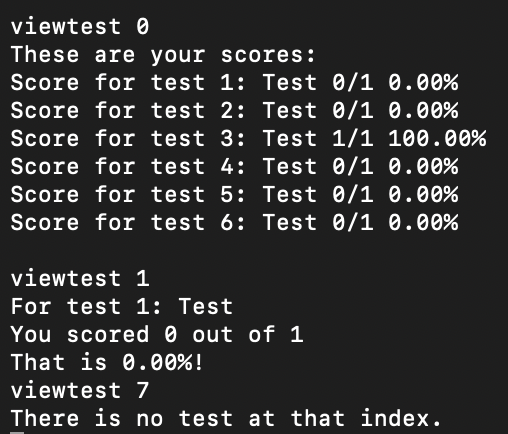 viewtest 0
These are your scores:
Score for test 1: Test 0/1 0.00%
Score for test 2: Test 0/1 0.00%
Score for test 3: Test 1/1 100.00%
Score for test 4: Test 0/1 0.00%
Score for test 5: Test 0/1 0.00%
Score for test 6: Test 0/1 0.00%
viewtest 1
For test 1: Test
You scored 0 out of 1
That is 0.00%!
viewtest 7
There is no test at that index.